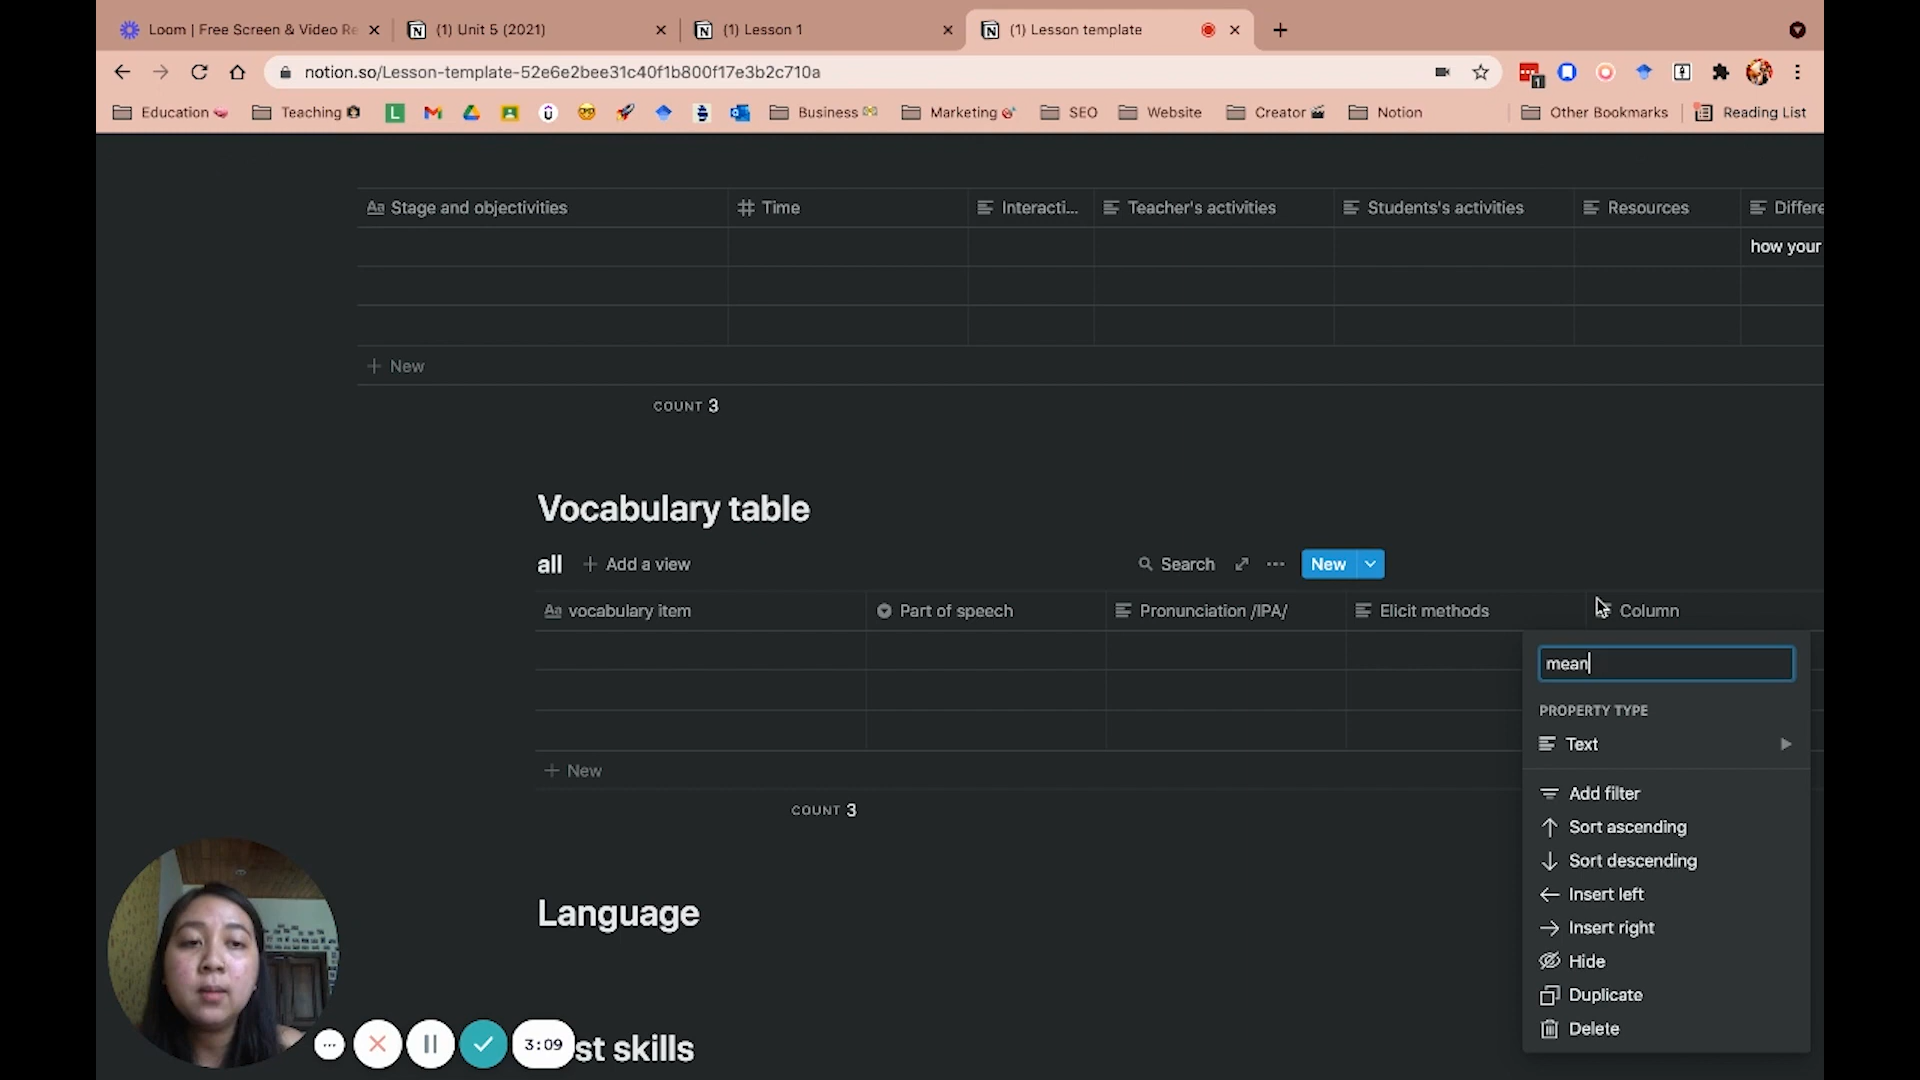 Loom | Free Screen & Video Re
(1) Unit 5 (2021)
(1) Lesson 1
(1) Lesson template
notion.so/Lesson-template-52e6e2bee31c40f1b800f17e3b2c710a
1
Education
Teaching
L
Business
Marketing
SEO
Website
Creator
Notion
Other Bookmarks
Reading List
Aa Stage and objectivities
Time
Interacti...
Teacher's activities
Students's activities
Resources
Differe
how your
+ New
COUNT 3
Vocabulary table
all
+ Add a view
Search
New
Aa vocabulary item
Part of speech
Pronunciation /IPA/
Elicit methods
Column
mean
PROPERTY TYPE
Text
Add filter
Sort ascending
Sort descending
Insert left
Insert right
Hide
Duplicate
Delete
+ New
COUNT 3
Language
3:09
st skills